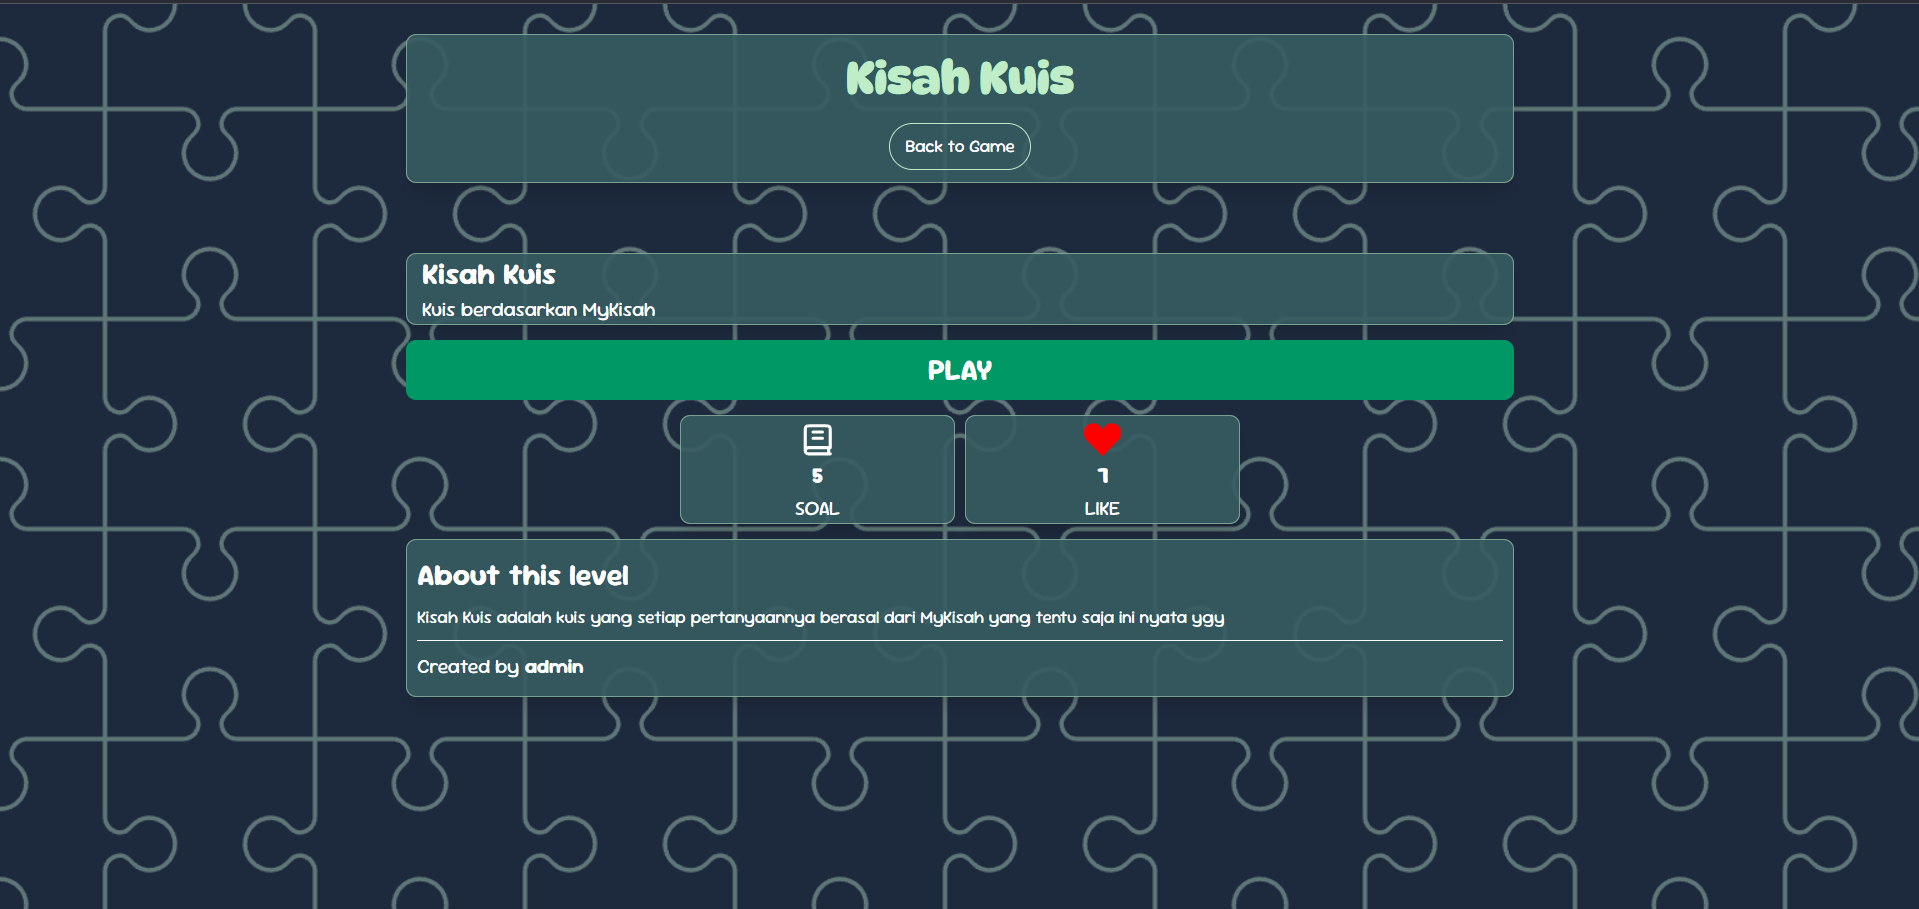 Kisah Kuis
Back to Game
Kisah Kuis
Kuis berdasarkan MyKisah
PLAY
5
SOAL
1
LIKE
About this level
Kisah Kuis adalah kuis yang setiap pertanyaannya berasal dari MyKisah yang tentu saja ini nyata ygy
Created by admin